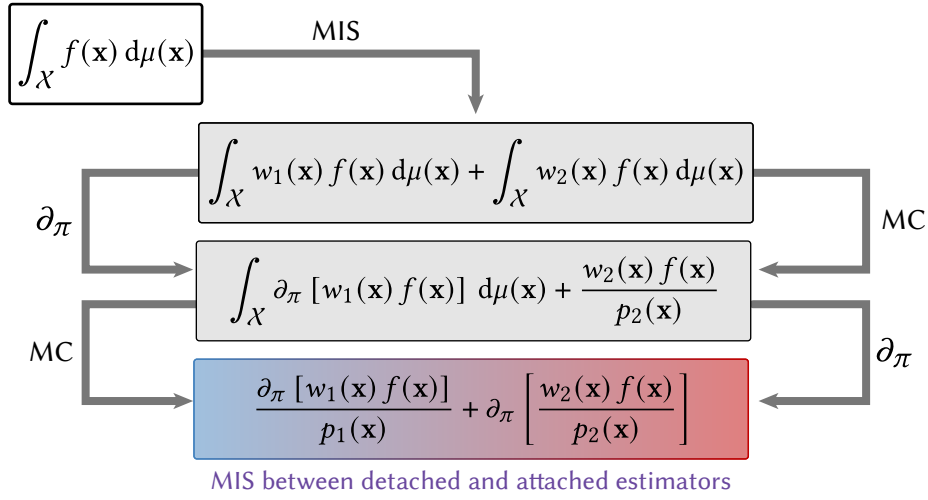 ∫_𝒳 f(𝐱) dμ(𝐱)
MIS
∫_𝒳 w₁(𝐱) f(𝐱) dμ(𝐱) + ∫_𝒳 w₂(𝐱) f(𝐱) dμ(𝐱)
∂_π
MC
∫_𝒳 ∂_π [w₁(𝐱) f(𝐱)] dμ(𝐱) + w₂(𝐱) f(𝐱) / p₂(𝐱)
MC
∂_π
∂_π [w₁(𝐱) f(𝐱)] / p₁(𝐱) + ∂_π [w₂(𝐱) f(𝐱) / p₂(𝐱)]
MIS between detached and attached estimators